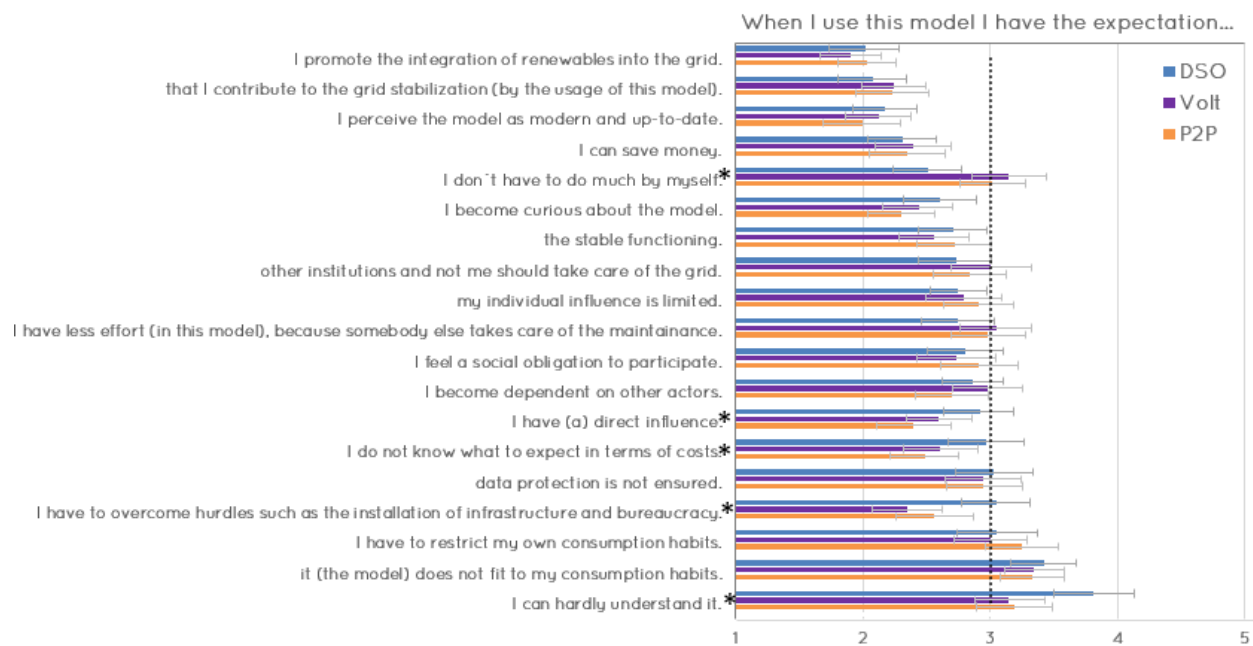 When I use this model I have the expectation...
I promote the integration of renewables into the grid.
that I contribute to the grid stabilization (by the usage of this model).
I perceive the model as modern and up-to-date.
I can save money.
I don´t have to do much by myself.*
I become curious about the model.
the stable functioning.
other institutions and not me should take care of the grid.
my individual influence is limited.
I have less effort (in this model), because somebody else takes care of the maintainance.
I feel a social obligation to participate.
I become dependent on other actors.
I have (a) direct influence.*
I do not know what to expect in terms of costs.*
data protection is not ensured.
I have to overcome hurdles such as the installation of infrastructure and bureaucracy.*
I have to restrict my own consumption habits.
it (the model) does not fit to my consumption habits.
I can hardly understand it.*
DSO
Volt
P2P
1 2 3 4 5